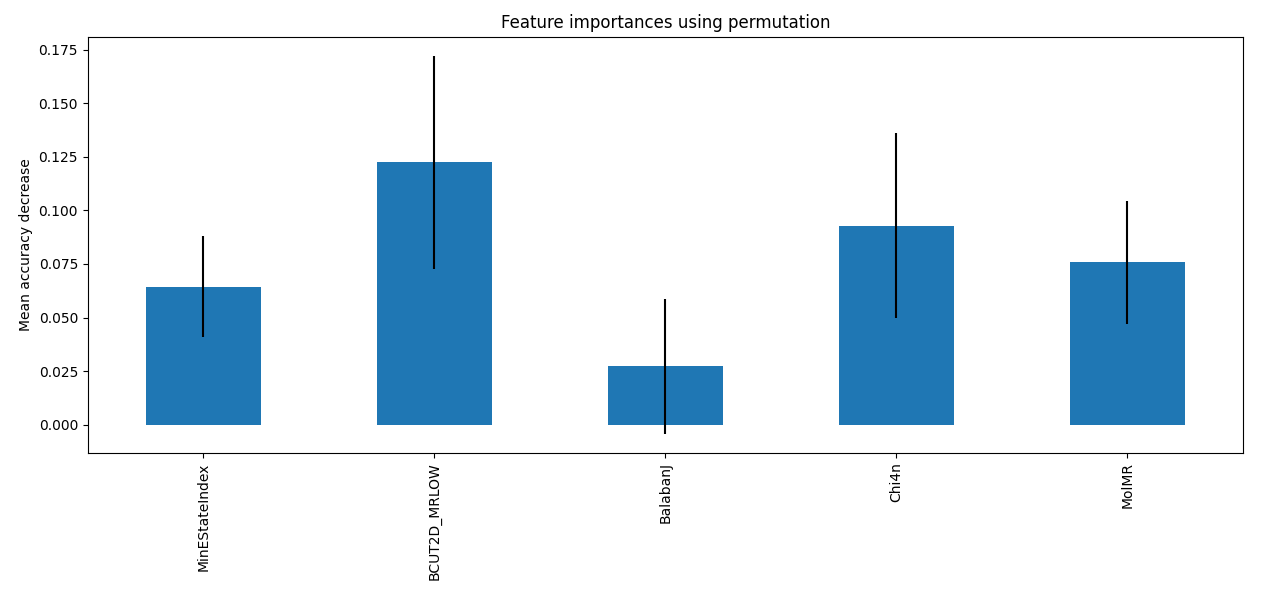 Feature importances using permutation
Mean accuracy decrease
0.175
0.150
0.125
0.100
0.075
0.050
0.025
0.000
MinEStateIndex
BCUT2D_MRLOW
BalabanJ
Chi4n
MolMR